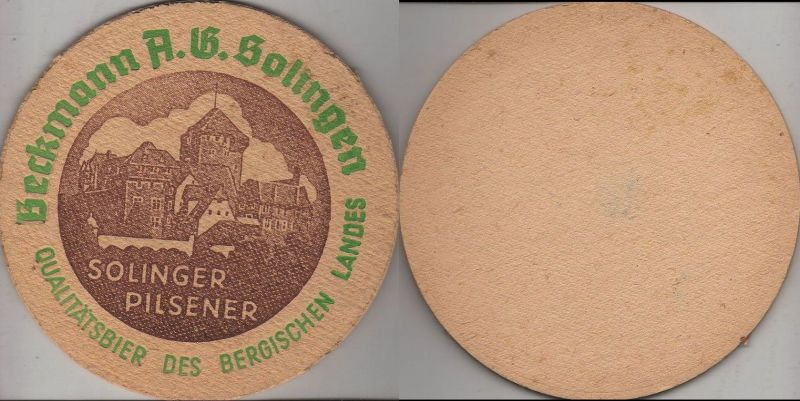 Beckmann A.G. Solingen
SOLINGER
PILSENER
QUALITÄTSBIER DES BERGISCHEN LANDES